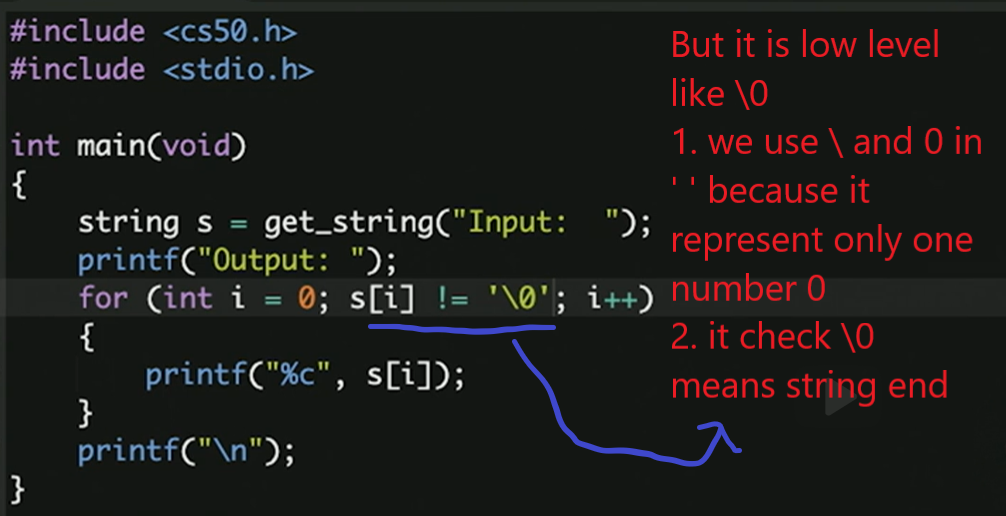 #include <cs50.h>
#include <stdio.h>
int main(void)
{
    string s = get_string("Input:  ");
    printf("Output: ");
    for (int i = 0; s[i] != '\0'; i++)
    {
        printf("%c", s[i]);
    }
    printf("\n");
}
But it is low level
like \0
1. we use \ and 0 in
' ' because it
represent only one
number 0
2. it check \0
means string end